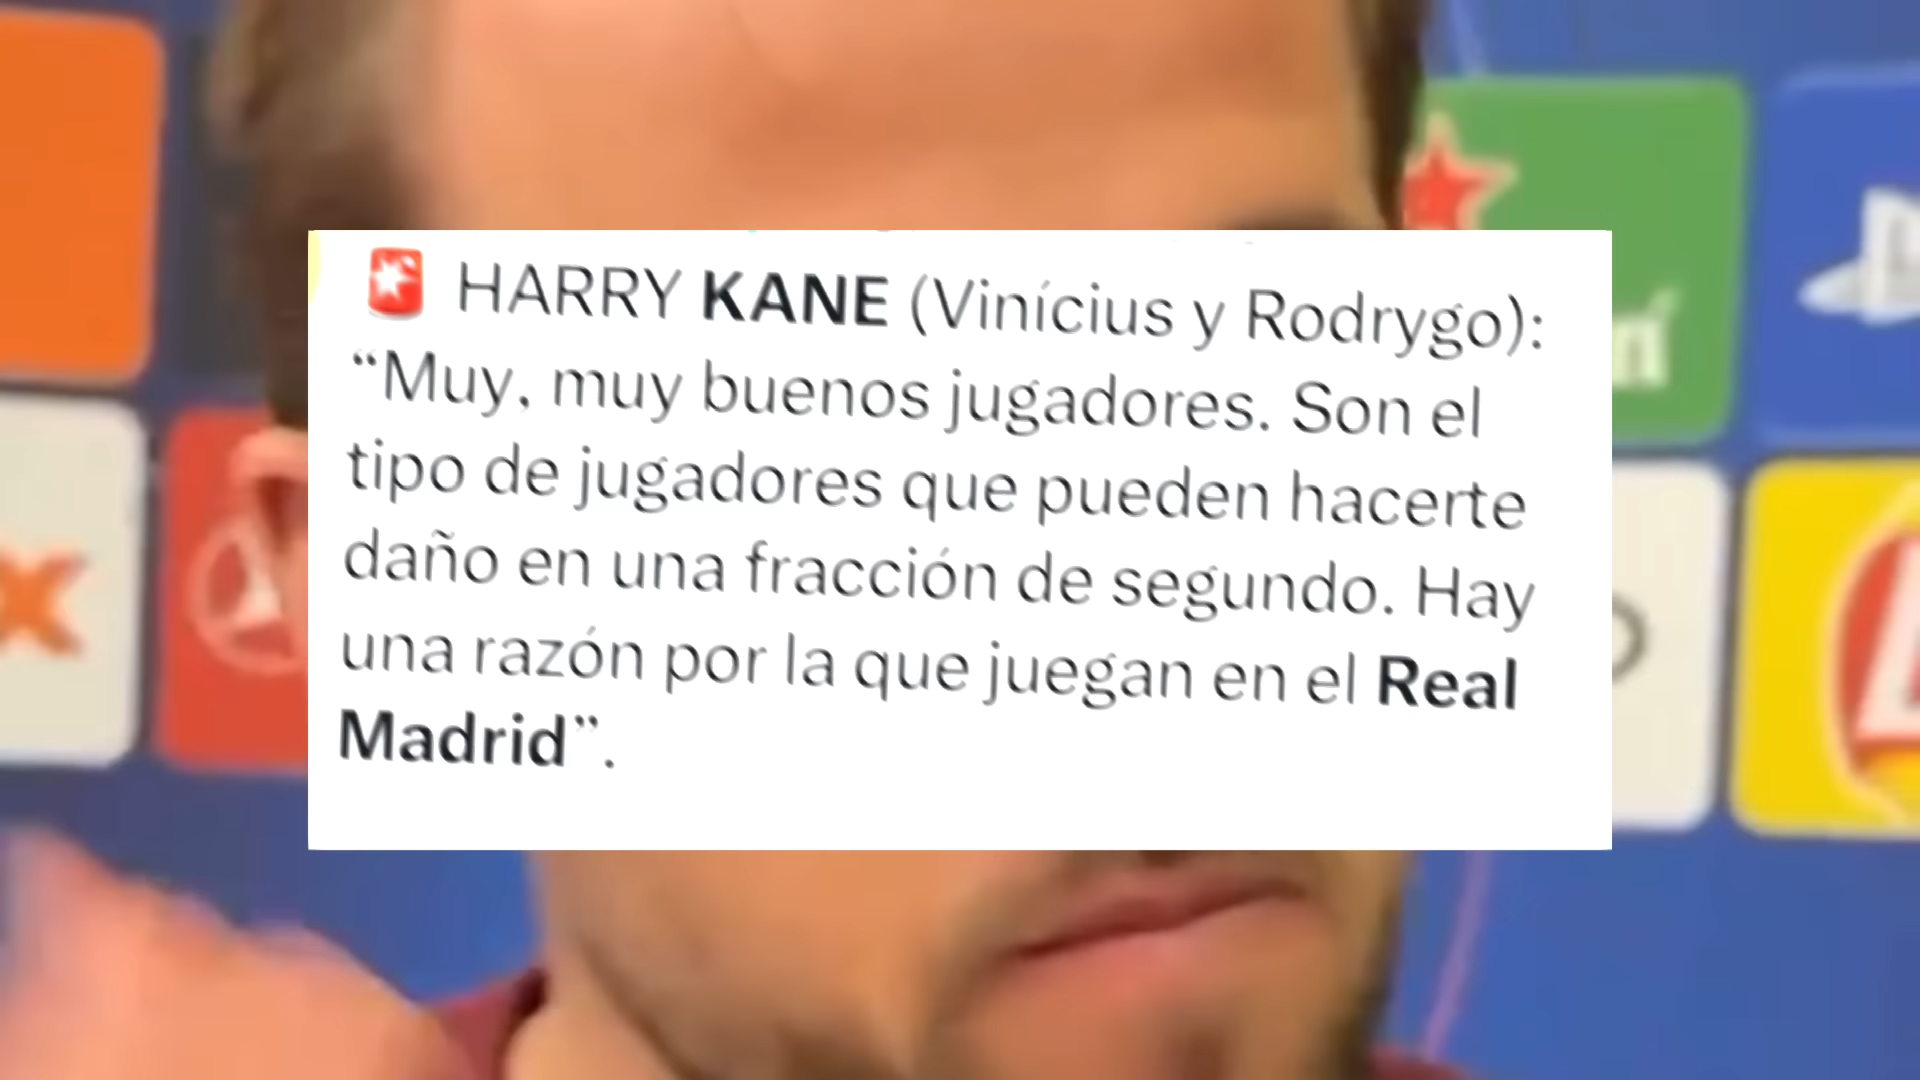 🚨 HARRY KANE (Vinícius y Rodrygo):
“Muy, muy buenos jugadores. Son el
tipo de jugadores que pueden hacerte
daño en una fracción de segundo. Hay
una razón por la que juegan en el Real
Madrid”.